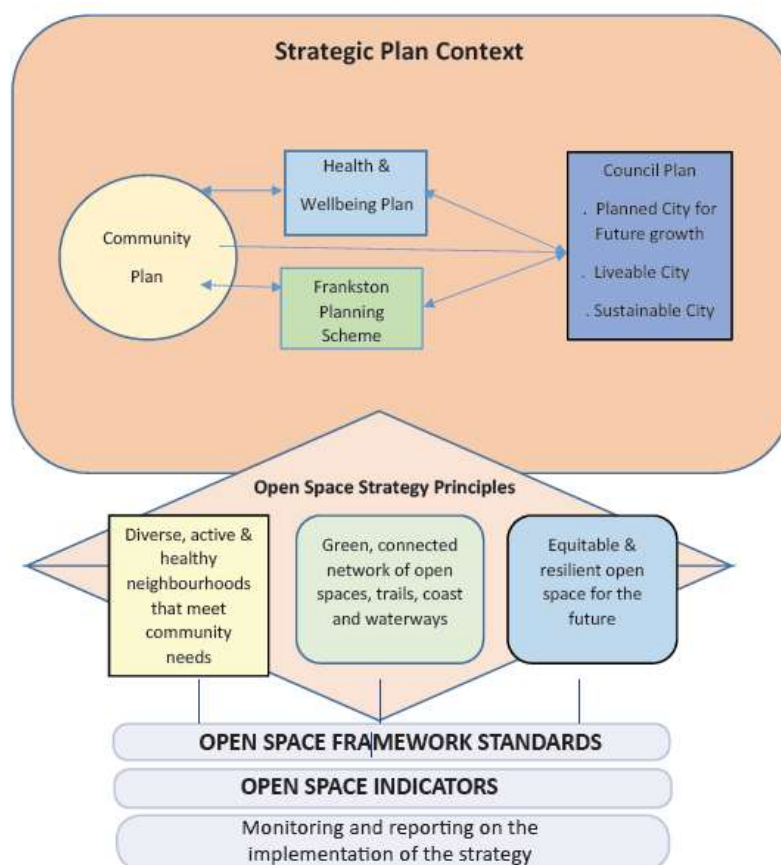 Strategic Plan Context
Health &
Wellbeing Plan
Community
Plan
Frankston
Planning
Scheme
Council Plan
. Planned City for
Future growth
. Liveable City
. Sustainable City
Open Space Strategy Principles
Diverse, active &
healthy
neighbourhoods
that meet
community
needs
Green, connected
network of open
spaces, trails, coast
and waterways
Equitable &
resilient open
space for the
future
OPEN SPACE FRAMEWORK STANDARDS
OPEN SPACE INDICATORS
Monitoring and reporting on the
implementation of the strategy